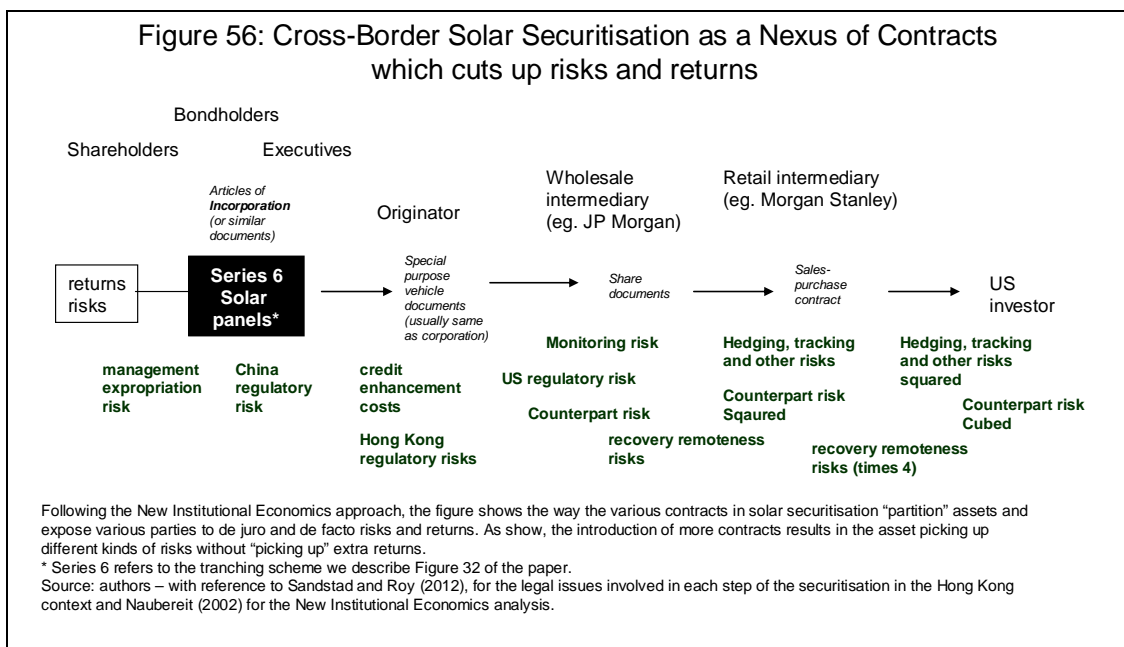 Figure 56: Cross-Border Solar Securitisation as a Nexus of Contracts
which cuts up risks and returns
Bondholders
Shareholders
Executives
Articles of
Incorporation
(or similar
documents)
Originator
Wholesale
intermediary
(eg. JP Morgan)
Retail intermediary
(eg. Morgan Stanley)
returns
risks
Series 6
Solar
panels*
Special
purpose
vehicle
documents
(usually same
as corporation)
Share
documents
Sales-
purchase
contract
US
investor
management
expropriation
risk
China
regulatory
risk
credit
enhancement
costs
Hong Kong
regulatory risks
Monitoring risk
US regulatory risk
Counterpart risk
recovery remoteness
risks
Hedging, tracking
and other risks
Counterpart risk
Sqaured
recovery remoteness
risks (times 4)
Hedging, tracking
and other risks
squared
Counterpart risk
Cubed
Following the New Institutional Economics approach, the figure shows the way the various contracts in solar securitisation “partition” assets and
expose various parties to de juro and de facto risks and returns. As show, the introduction of more contracts results in the asset picking up
different kinds of risks without “picking up” extra returns.
* Series 6 refers to the tranching scheme we describe Figure 32 of the paper.
Source: authors – with reference to Sandstad and Roy (2012), for the legal issues involved in each step of the securitisation in the Hong Kong
context and Naubereit (2002) for the New Institutional Economics analysis.